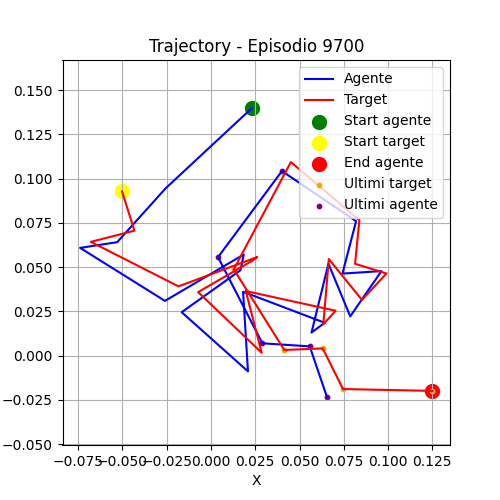 Trajectory - Episodio 9700
Agente
Target
Start agente
Start target
End agente
Ultimi target
Ultimi agente
0.150
0.125
0.100
0.075
0.050
0.025
0.000
−0.025
−0.050
−0.075 −0.050 −0.025 0.000 0.025 0.050 0.075 0.100 0.125
X